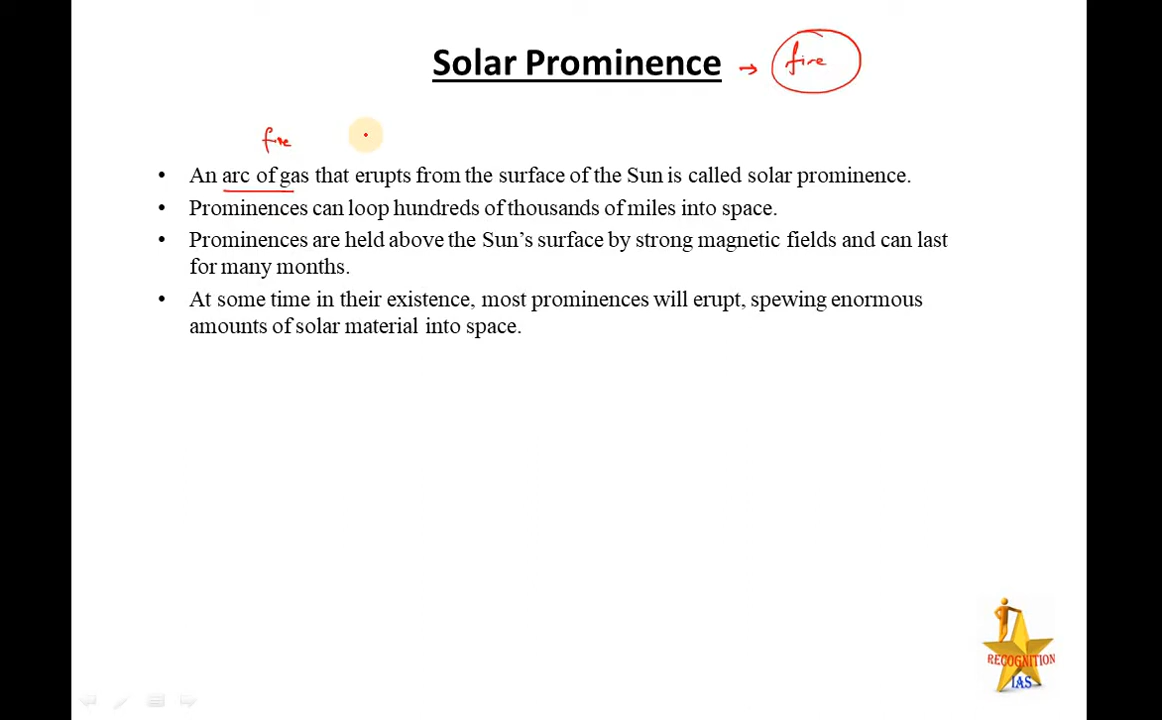 Solar Prominence → fire
fire
• An arc of gas that erupts from the surface of the Sun is called solar prominence.
• Prominences can loop hundreds of thousands of miles into space.
• Prominences are held above the Sun’s surface by strong magnetic fields and can last
for many months.
• At some time in their existence, most prominences will erupt, spewing enormous
amounts of solar material into space.
RECOGNITION
IAS